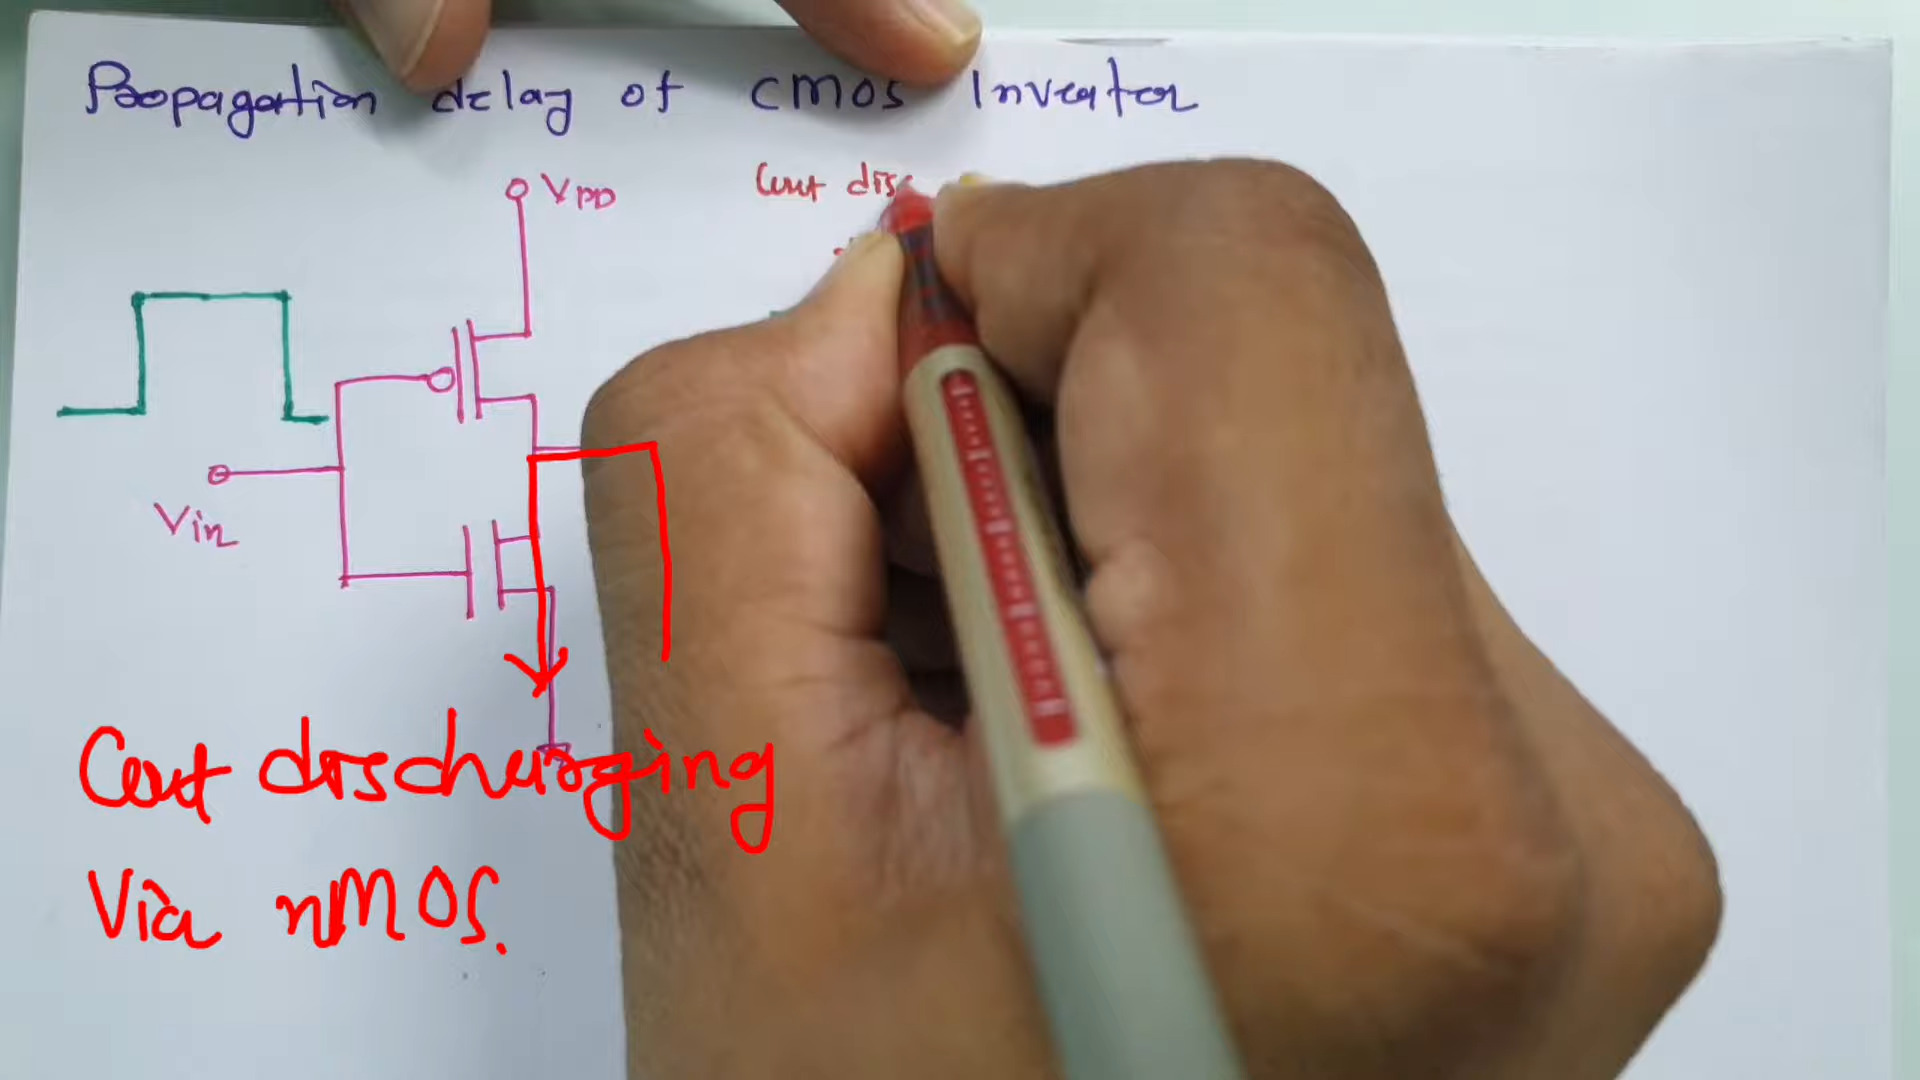 Propagation delay of CMOS Inverter
VDD
Cout dis
Vin
Cout discharging
Via nMOS.